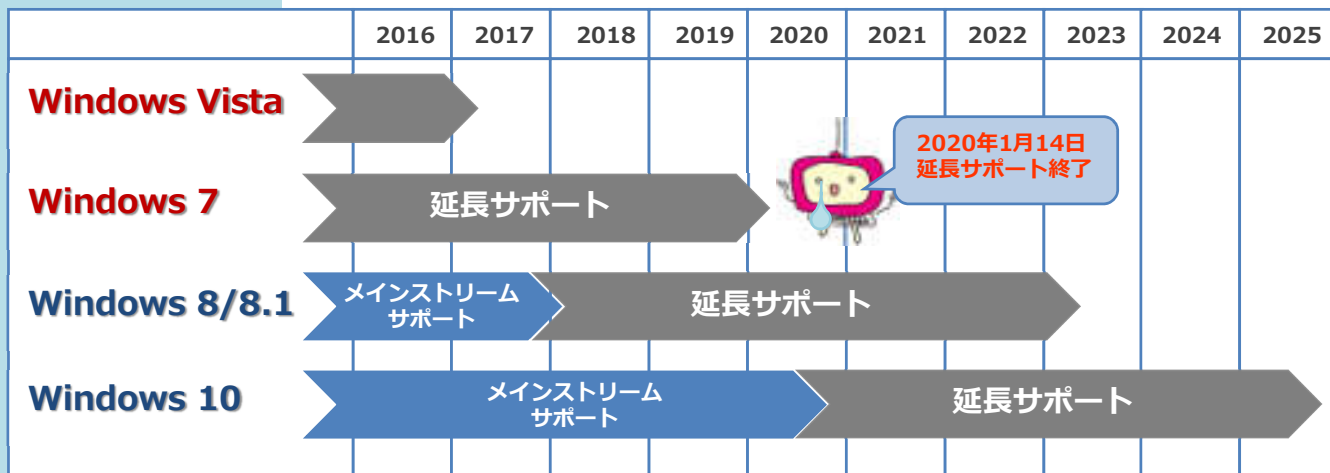 2016 2017 2018 2019 2020 2021 2022 2023 2024 2025
Windows Vista
2020年1月14日
延長サポート終了
Windows 7
延長サポート
Windows 8/8.1
メインストリーム
サポート
延長サポート
Windows 10
メインストリーム
サポート
延長サポート